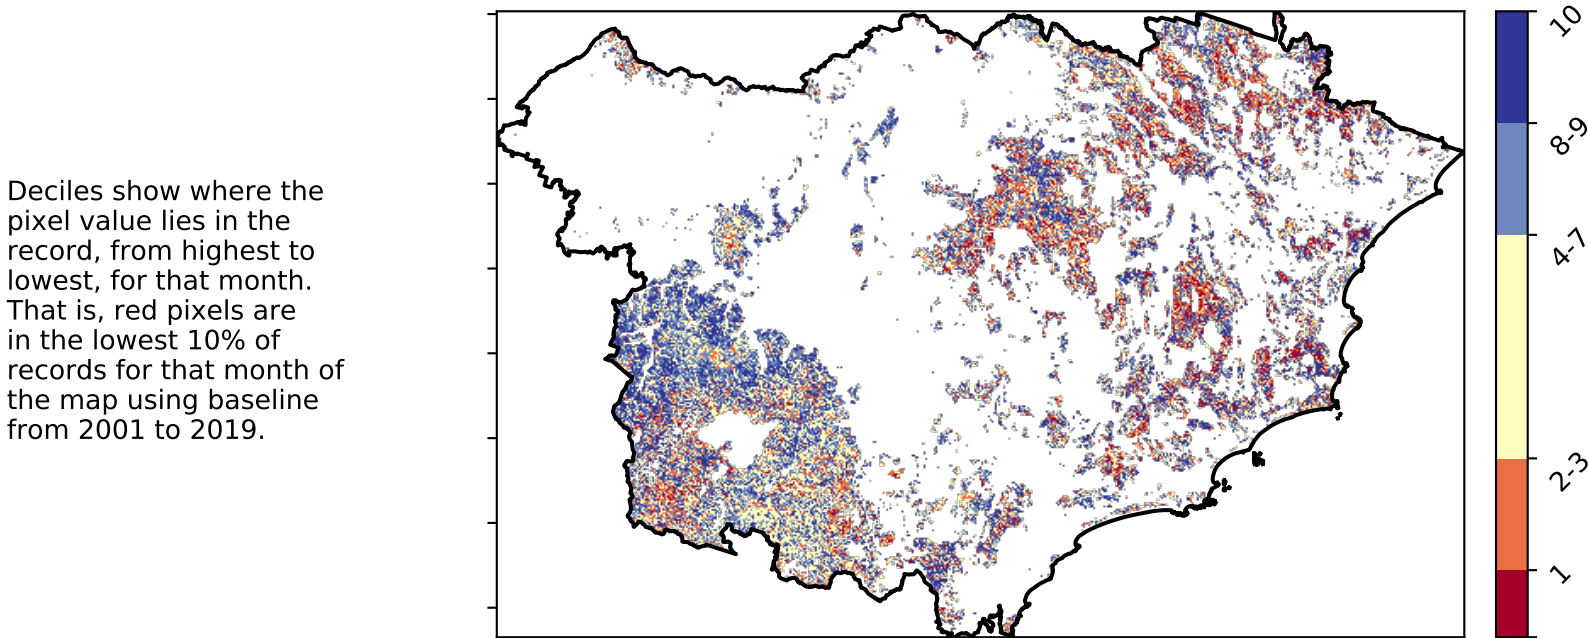 Deciles show where the
pixel value lies in the
record, from highest to
lowest, for that month.
That is, red pixels are
in the lowest 10% of
records for that month of
the map using baseline
from 2001 to 2019.
10
8-9
4-7
2-3
1